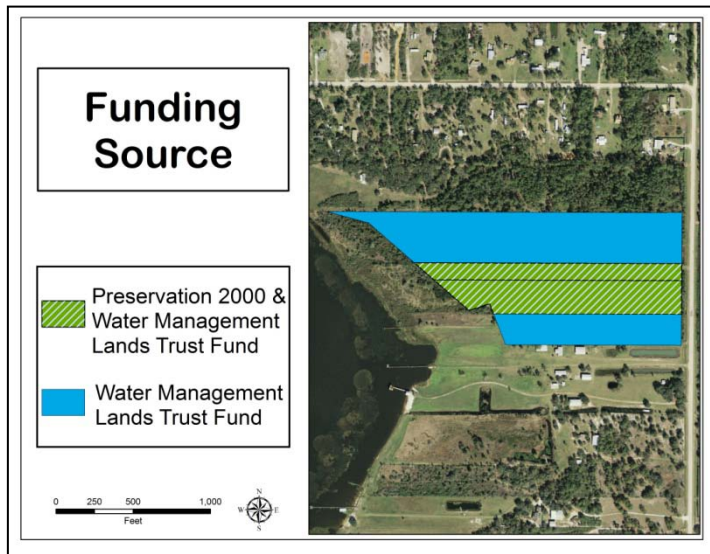 Funding
Source
Preservation 2000 &
Water Management
Lands Trust Fund
Water Management
Lands Trust Fund
0 250 500 1,000
Feet
N
W E
S